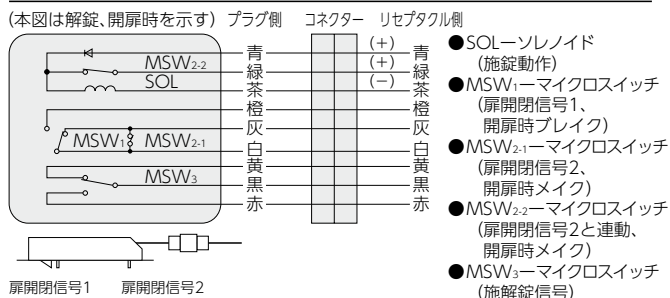 (本図は解錠、開扉時を示す) プラグ側 コネクター リセプタクル側
青 (+) 青
MSW2-2 緑 (+) 緑
SOL 茶 (−) 茶
橙 橙
灰 灰
MSW1 MSW2-1 白 白
黄 黄
MSW3 黒 黒
赤 赤
扉開閉信号1 扉開閉信号2
●SOLーソレノイド
(施錠動作)
●MSW1ーマイクロスイッチ
(扉開閉信号1、
開扉時ブレイク)
●MSW2-1ーマイクロスイッチ
(扉開閉信号2、
開扉時メイク)
●MSW2-2ーマイクロスイッチ
(扉開閉信号2と連動、
開扉時メイク)
●MSW3ーマイクロスイッチ
(施解錠信号)